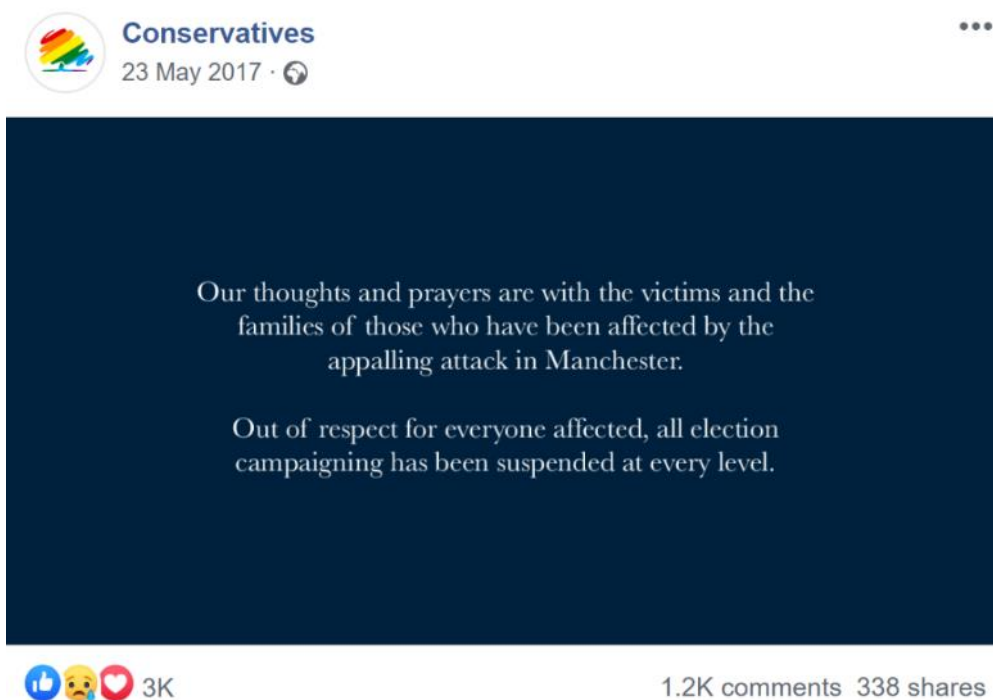 Conservatives
23 May 2017 ·
Our thoughts and prayers are with the victims and the
families of those who have been affected by the
appalling attack in Manchester.
Out of respect for everyone affected, all election
campaigning has been suspended at every level.
3K
1.2K comments 338 shares